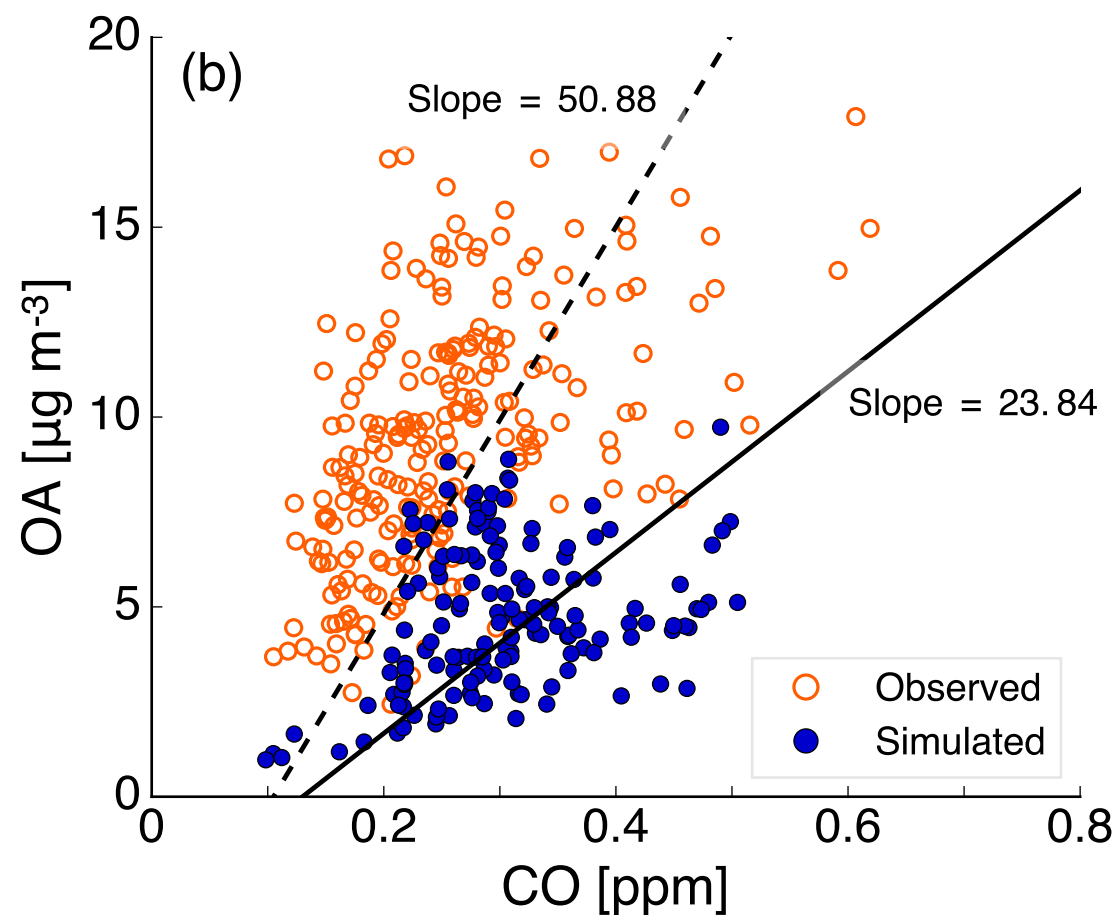 (b)
Slope = 50.88
Slope = 23.84
20
15
10
5
0
OA [µg m-3]
0 0.2 0.4 0.6 0.8
CO [ppm]
Observed
Simulated